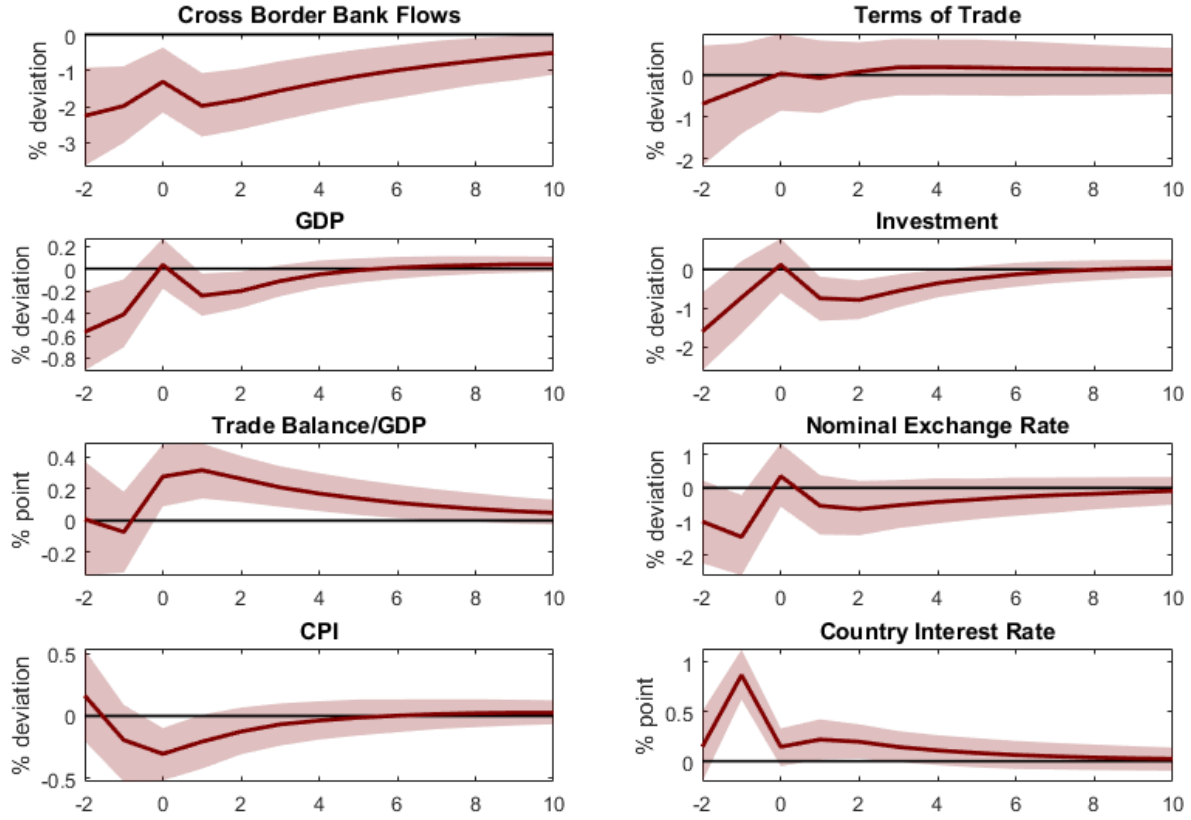 Cross Border Bank Flows
% deviation
0
-1
-2
-3
-2 0 2 4 6 8 10
Terms of Trade
% deviation
0
-1
-2
-2 0 2 4 6 8 10
GDP
% deviation
0.2
0
-0.2
-0.4
-0.6
-0.8
-2 0 2 4 6 8 10
Investment
% deviation
0
-1
-2
-2 0 2 4 6 8 10
Trade Balance/GDP
% point
0.4
0.2
0
-0.2
-2 0 2 4 6 8 10
Nominal Exchange Rate
% deviation
1
0
-1
-2
-2 0 2 4 6 8 10
CPI
% deviation
0.5
0
-0.5
-2 0 2 4 6 8 10
Country Interest Rate
% point
1
0.5
0
-2 0 2 4 6 8 10